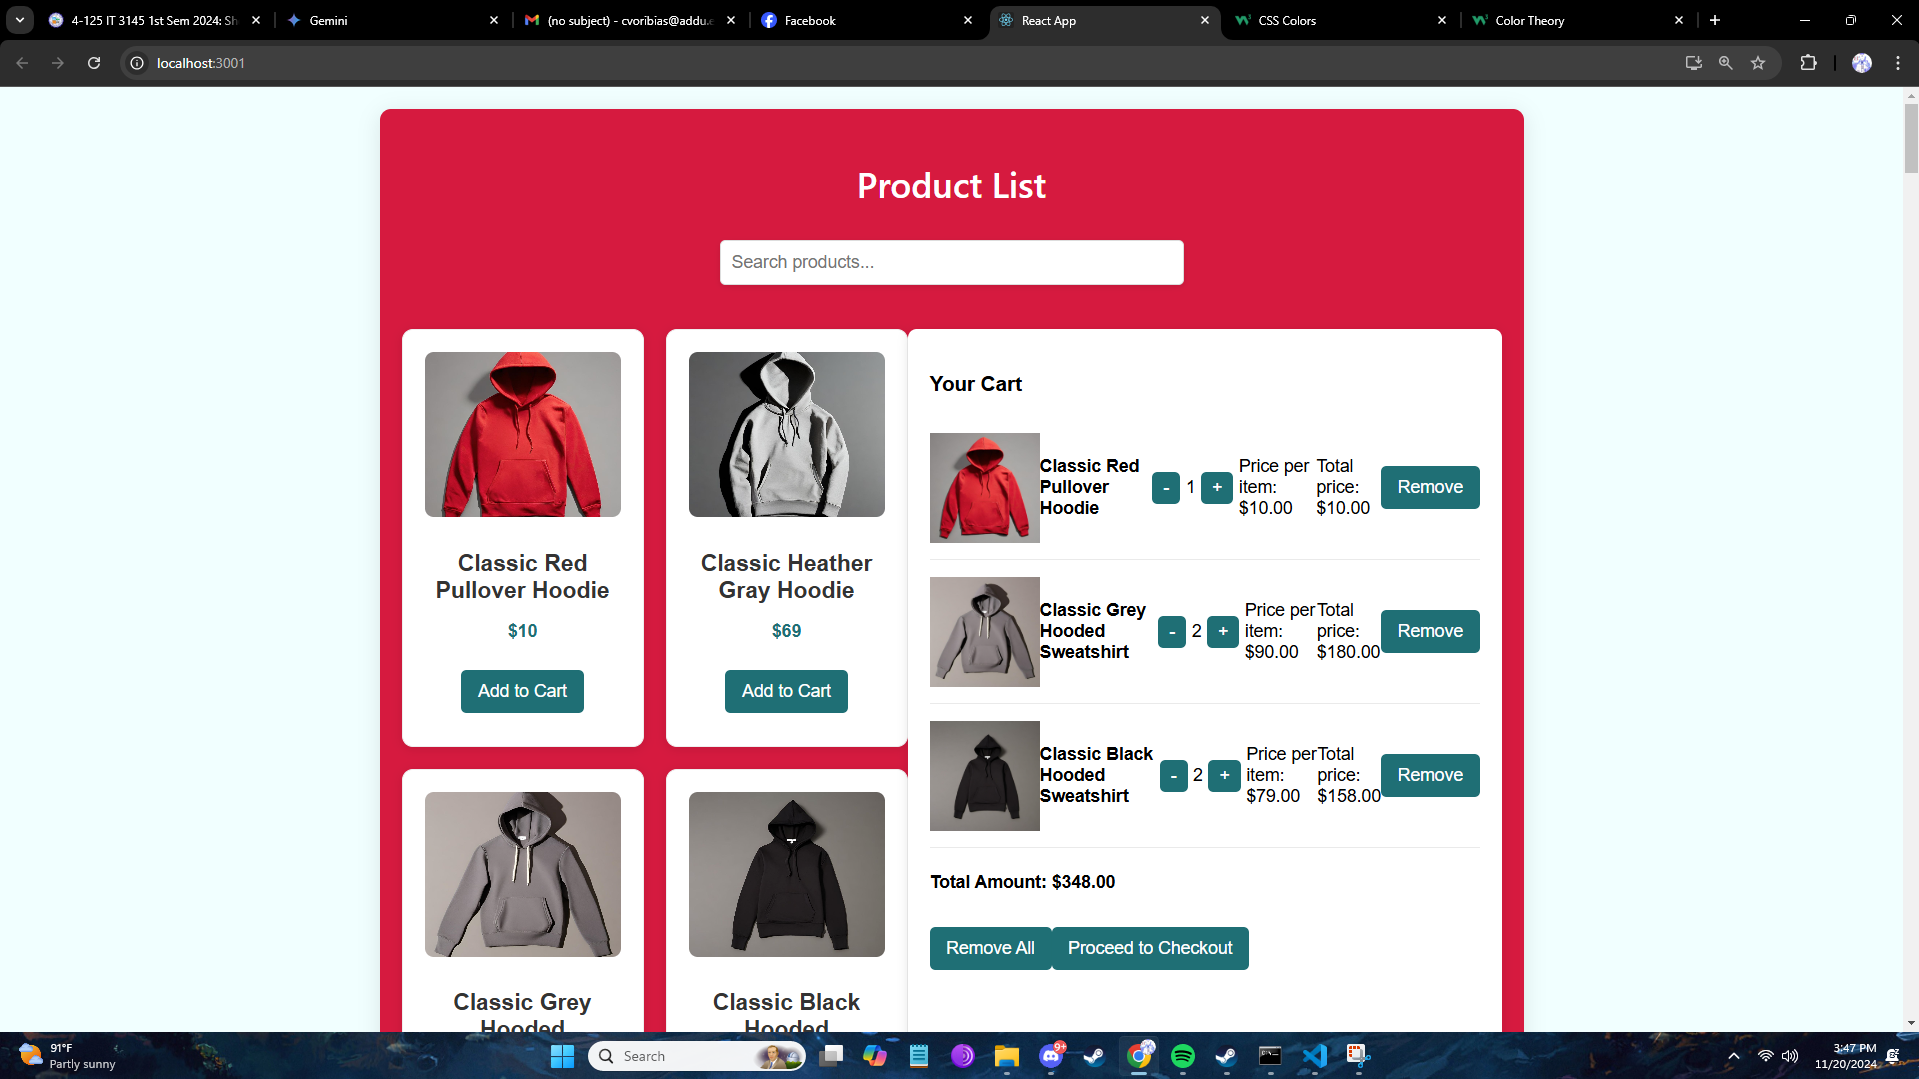 4-125 IT 3145 1st Sem 2024: Sh
Gemini
(no subject) - cvoribias@addu.e
Facebook
React App
CSS Colors
Color Theory
localhost:3001
Product List
Search products...
Classic Red
Pullover Hoodie
$10
Add to Cart
Classic Heather
Gray Hoodie
$69
Add to Cart
Classic Grey
Hooded
Classic Black
Hooded
Your Cart
Classic Red
Pullover
Hoodie
- 1 +
Price per
item:
$10.00
Total
price:
$10.00
Remove
Classic Grey
Hooded
Sweatshirt
- 2 +
Price per
item:
$90.00
Total
price:
$180.00
Remove
Classic Black
Hooded
Sweatshirt
- 2 +
Price per
item:
$79.00
Total
price:
$158.00
Remove
Total Amount: $348.00
Remove All
Proceed to Checkout
91°F
Partly sunny
Search
9+
3:47 PM
11/20/2024